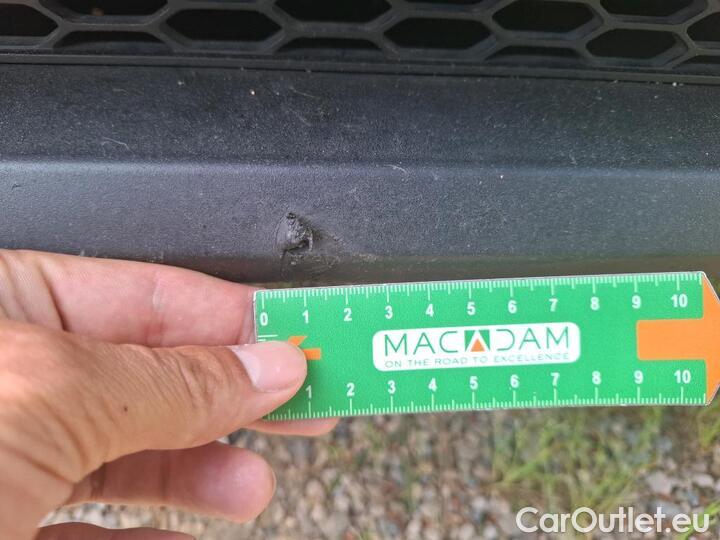 0 1 2 3 4 5 6 7 8 9 10
MACADAM
ON THE ROAD TO EXCELLENCE
1 2 3 4 5 6 7 8 9 10
CarOutlet.eu